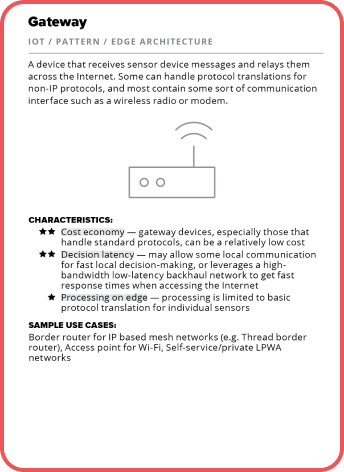 Gateway
IOT / PATTERN / EDGE ARCHITECTURE
A device that receives sensor device messages and relays them
across the Internet. Some can handle protocol translations for
non-IP protocols, and most contain some sort of communication
interface such as a wireless radio or modem.
CHARACTERISTICS:
★★ Cost economy — gateway devices, especially those that
handle standard protocols, can be a relatively low cost
★★ Decision latency — may allow some local communication
for fast local decision-making, or leverages a high-
bandwidth low-latency backhaul network to get fast
response times when accessing the Internet
★ Processing on edge — processing is limited to basic
protocol translation for individual sensors
SAMPLE USE CASES:
Border router for IP based mesh networks (e.g. Thread border
router), Access point for Wi-Fi, Self-service/private LPWA
networks